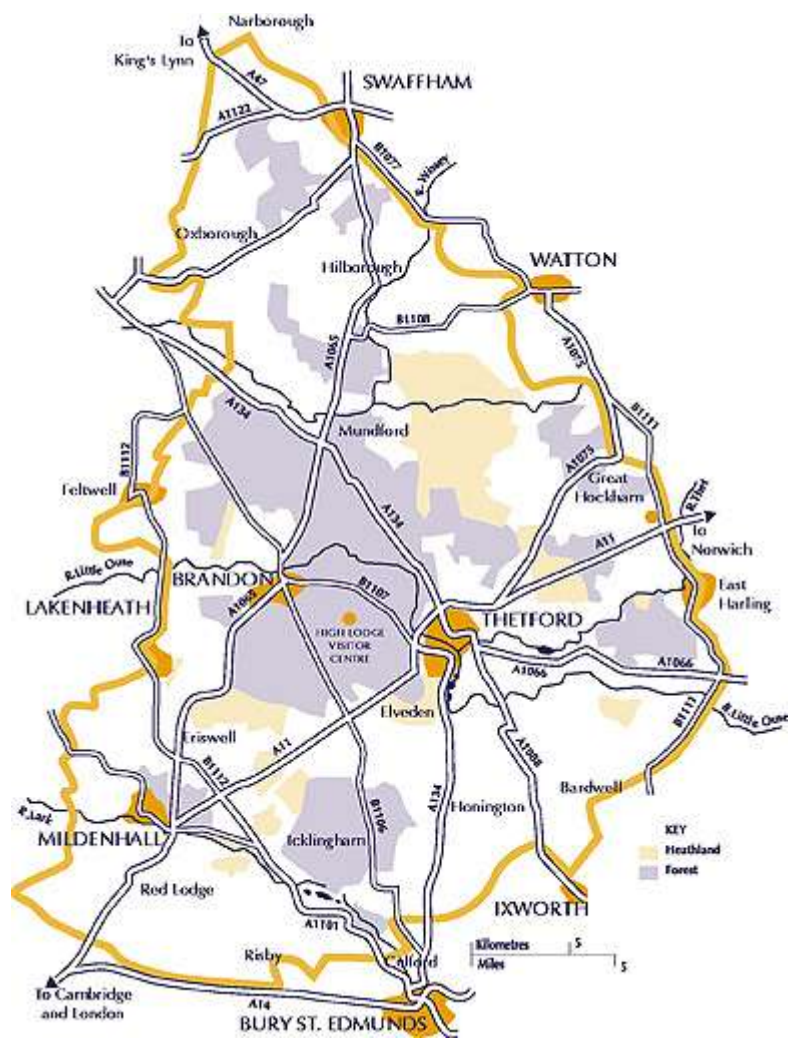 Narborough
To
King's Lynn
A47
SWAFFHAM
A1122
B1077
R. Wissey
Oxborough
Hilborough
WATTON
B1108
A1065
A1075
A134
Mundford
B1112
B1111
Feltwell
A1075
Great
Hockham
R. Thet
A134
A11
To
Norwich
R. Little Ouse
BRANDON
B1107
East
Harling
LAKENHEATH
A1065
THETFORD
HIGH LODGE
VISITOR
CENTRE
A1066
A1066
Elveden
B1111
R. Little Ouse
Eriswell
A11
B1112
A1088
Bardwell
A134
Honington
R. Lark
B1106
MILDENHALL
Icklingham
KEY
Heathland
Forest
Red Lodge
IXWORTH
A1101
Risby
Culford
Kilometres 5
Miles 5
To Cambridge
and London
A14
BURY ST. EDMUNDS